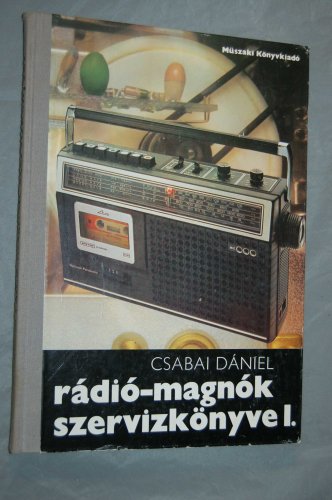 Műszaki Könyvkiadó
CSABAI DÁNIEL
rádió-magnók
szervizkönyve I.